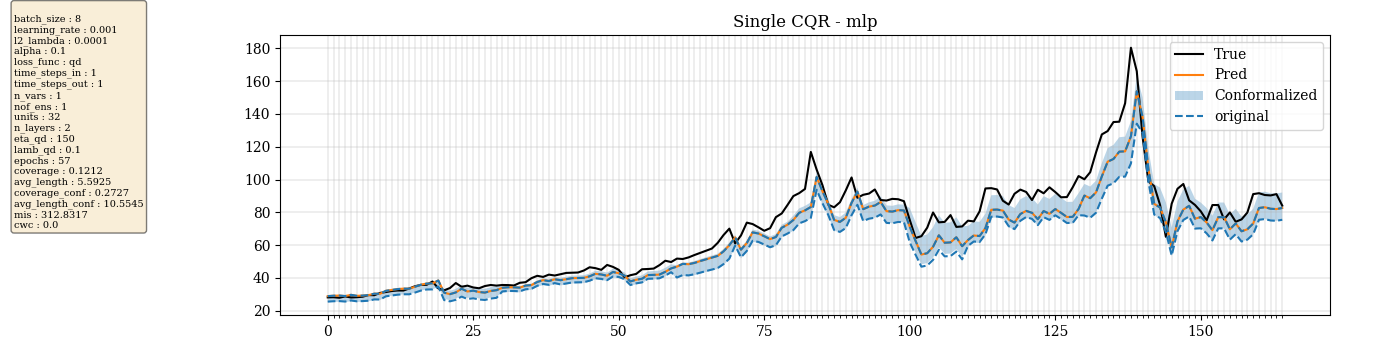 batch_size : 8
learning_rate : 0.001
l2_lambda : 0.0001
alpha : 0.1
loss_func : qd
time_steps_in : 1
time_steps_out : 1
n_vars : 1
nof_ens : 1
units : 32
n_layers : 2
eta_qd : 150
lamb_qd : 0.1
epochs : 57
coverage : 0.1212
avg_length : 5.5925
coverage_conf : 0.2727
avg_length_conf : 10.5545
mis : 312.8317
cwc : 0.0
Single CQR - mlp
180
160
140
120
100
80
60
40
20
True
Pred
Conformalized
original
0 25 50 75 100 125 150